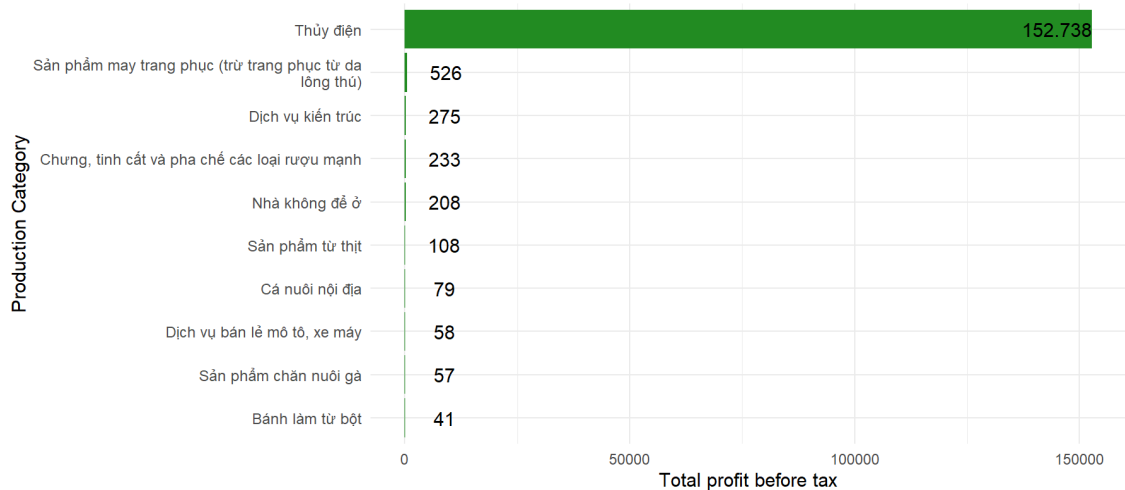 Thủy điện
152.738
Sản phẩm may trang phục (trừ trang phục từ da
lông thú)
526
Dịch vụ kiến trúc
275
Chưng, tinh cất và pha chế các loại rượu mạnh
233
Nhà không để ở
208
Sản phẩm từ thịt
108
Cá nuôi nội địa
79
Dịch vụ bán lẻ mô tô, xe máy
58
Sản phẩm chăn nuôi gà
57
Bánh làm từ bột
41
Production Category
0
50000
100000
150000
Total profit before tax